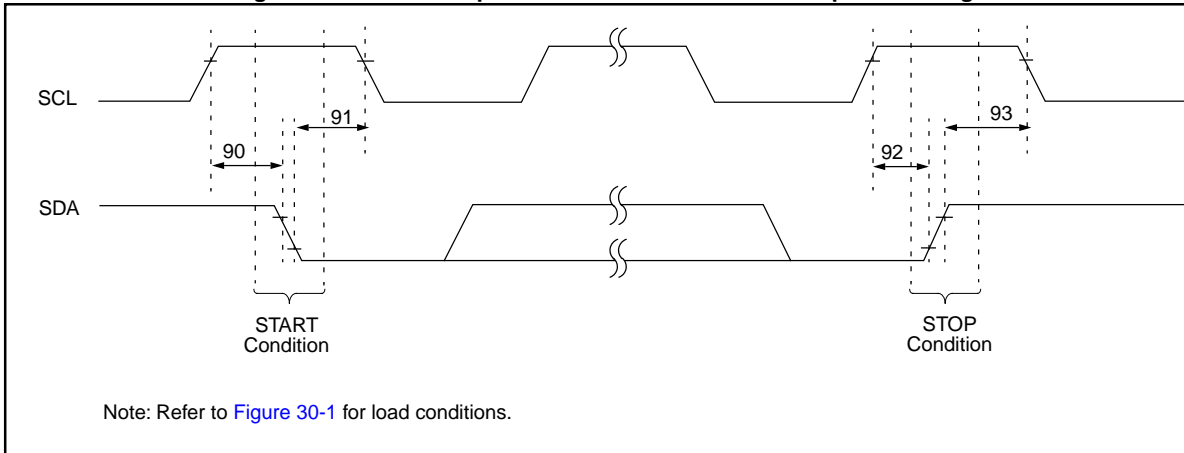 SCL
91
93
90
92
SDA
START
Condition
STOP
Condition
Note: Refer to Figure 30-1 for load conditions.